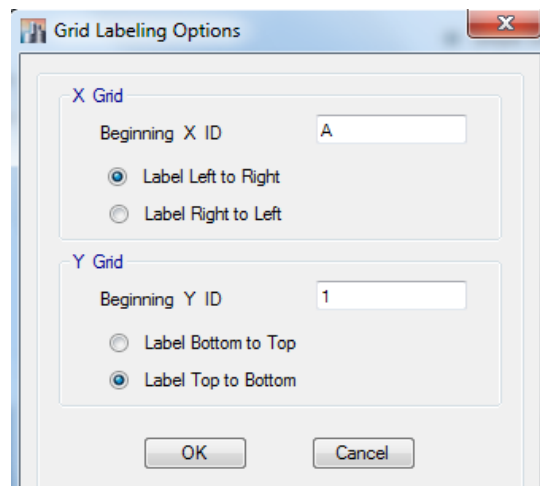 Grid Labeling Options
X Grid
Beginning X ID A
Label Left to Right
Label Right to Left
Y Grid
Beginning Y ID 1
Label Bottom to Top
Label Top to Bottom
OK Cancel